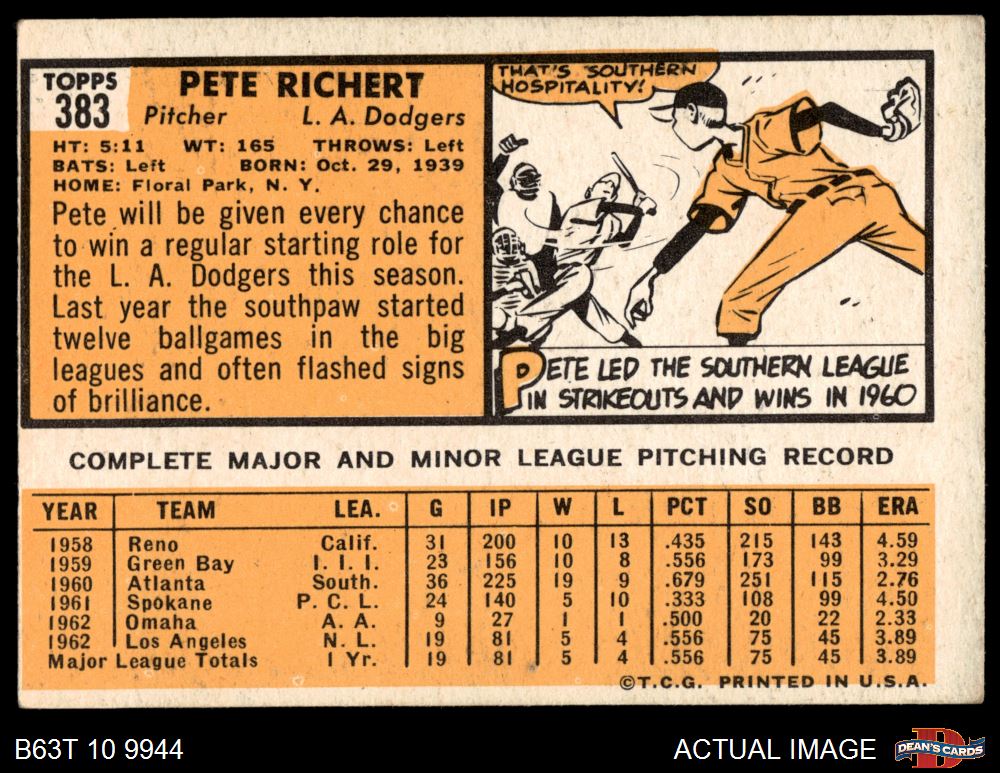 TOPPS
383
PETE RICHERT
Pitcher L. A. Dodgers
HT: 5:11 WT: 165 THROWS: Left
BATS: Left BORN: Oct. 29, 1939
HOME: Floral Park, N. Y.
Pete will be given every chance
to win a regular starting role for
the L. A. Dodgers this season.
Last year the southpaw started
twelve ballgames in the big
leagues and often flashed signs
of brilliance.
THAT'S SOUTHERN
HOSPITALITY!
PETE LED THE SOUTHERN LEAGUE
IN STRIKEOUTS AND WINS IN 1960
COMPLETE MAJOR AND MINOR LEAGUE PITCHING RECORD
YEAR TEAM LEA. G IP W L PCT SO BB ERA
1958 Reno Calif. 31 200 10 13 .435 215 143 4.59
1959 Green Bay I. I. I. 23 156 10 8 .556 173 99 3.29
1960 Atlanta South. 36 225 19 9 .679 251 115 2.76
1961 Spokane P. C. L. 24 140 5 10 .333 108 99 4.50
1962 Omaha A. A. 9 27 1 1 .500 20 22 2.33
1962 Los Angeles N. L. 19 81 5 4 .556 75 45 3.89
Major League Totals 1 Yr. 19 81 5 4 .556 75 45 3.89
©T.C.G. PRINTED IN U.S.A.
B63T 10 9944 ACTUAL IMAGE
DEAN'S CARDS